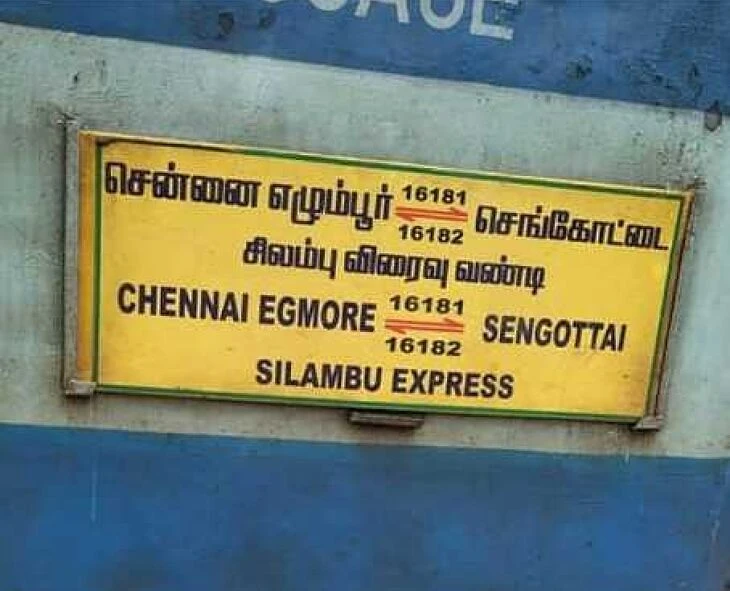 சென்னை எழும்பூர் 16181 ⇌ 16182 செங்கோட்டை
சிலம்பு விரைவு வண்டி
CHENNAI EGMORE 16181 ⇌ 16182 SENGOTTAI
SILAMBU EXPRESS